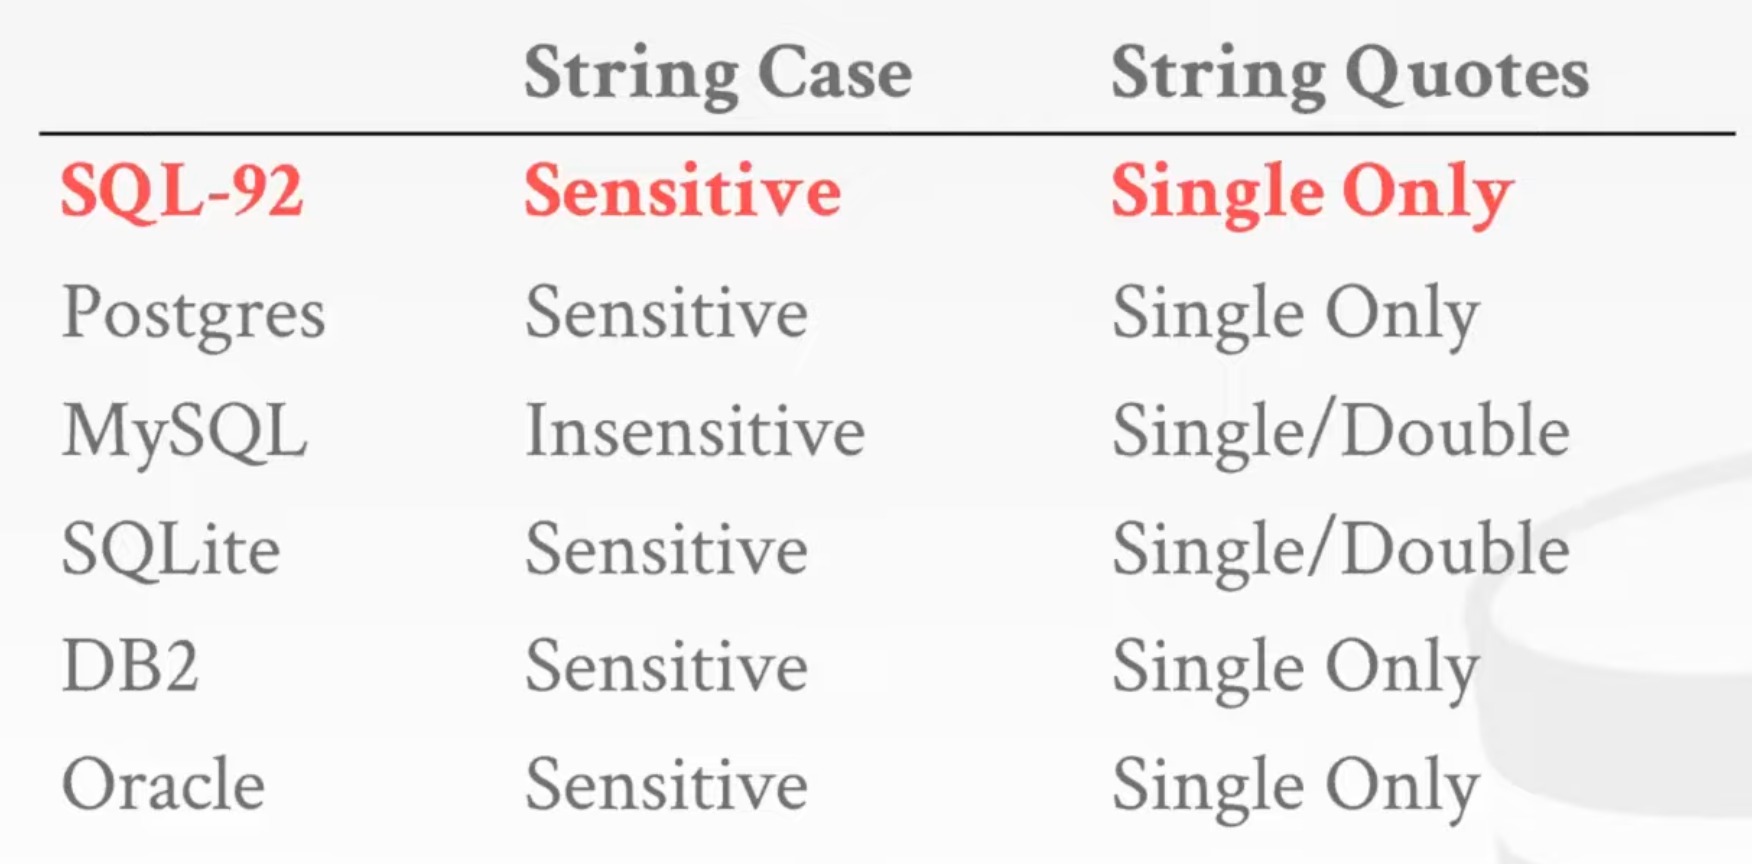 String Case String Quotes
SQL-92 Sensitive Single Only
Postgres Sensitive Single Only
MySQL Insensitive Single/Double
SQLite Sensitive Single/Double
DB2 Sensitive Single Only
Oracle Sensitive Single Only